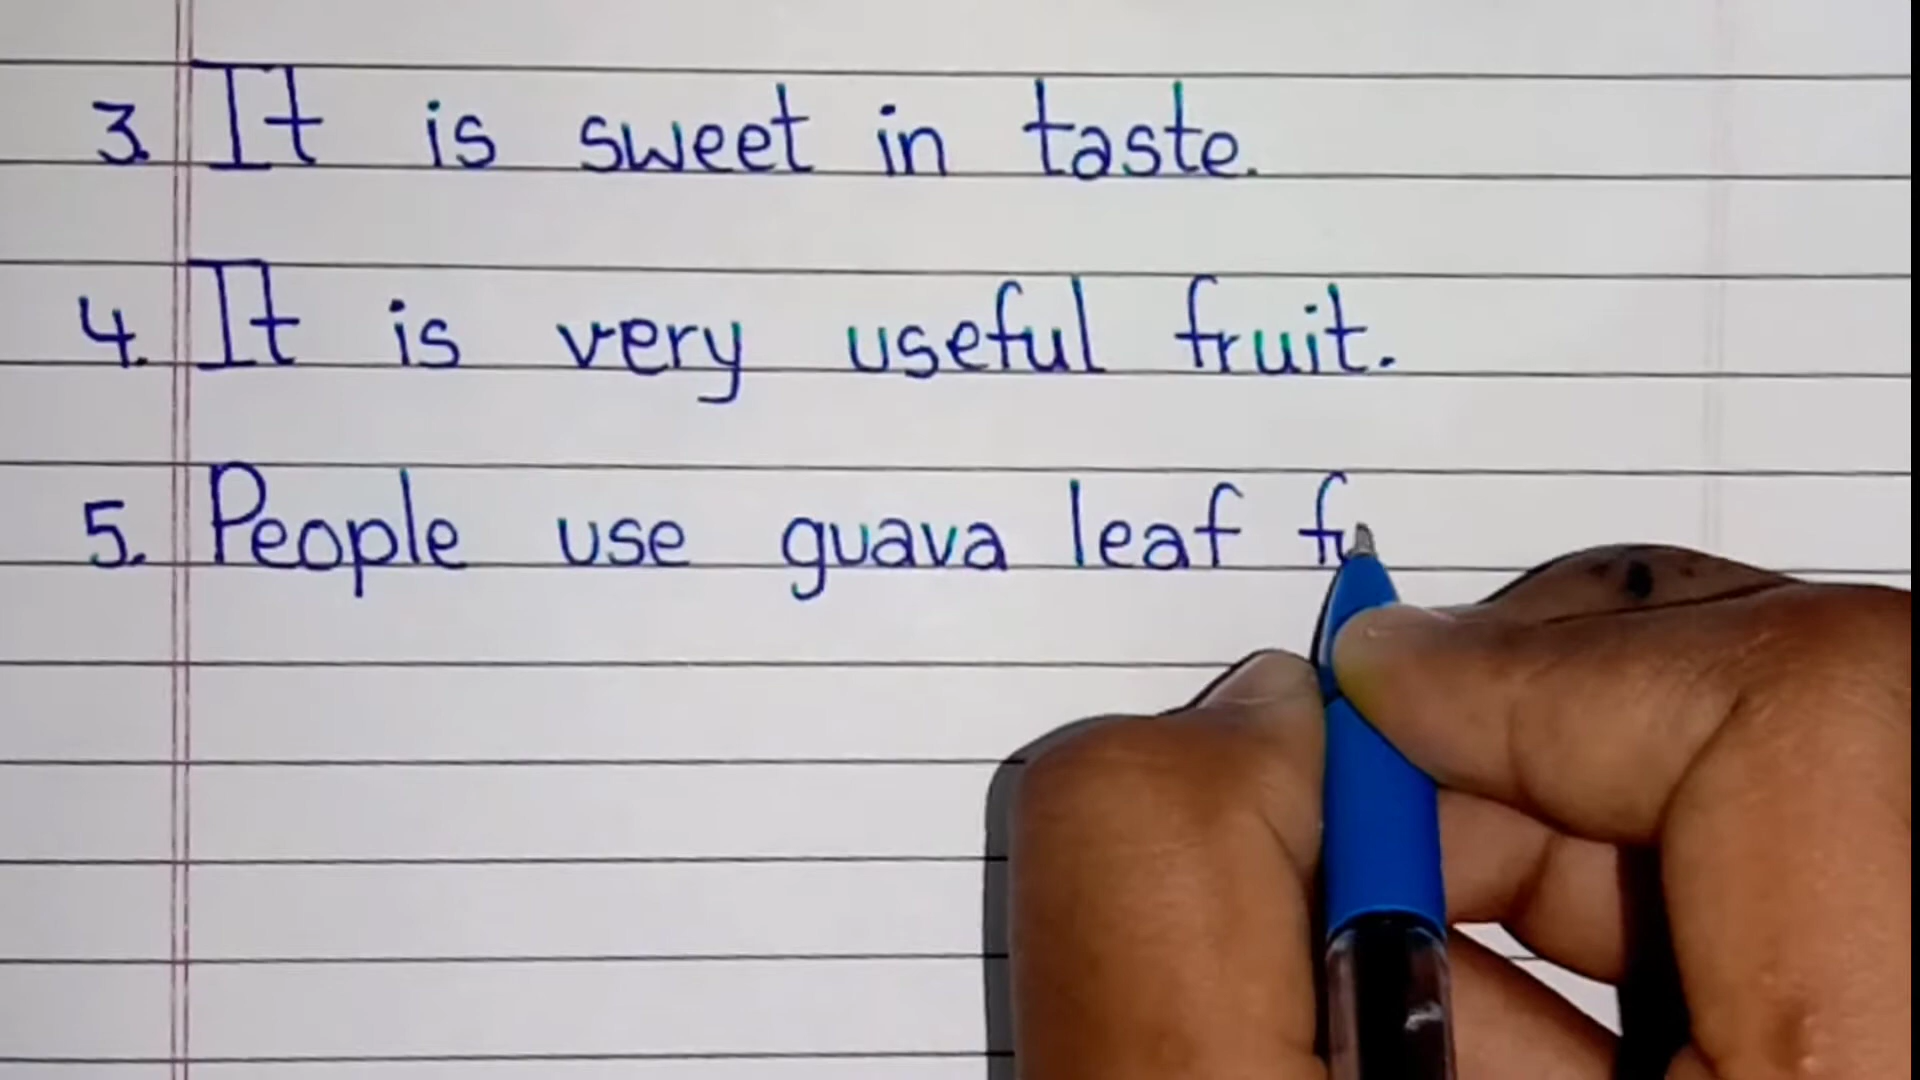 3. It is sweet in taste.
4. It is very useful fruit.
5. People use guava leaf